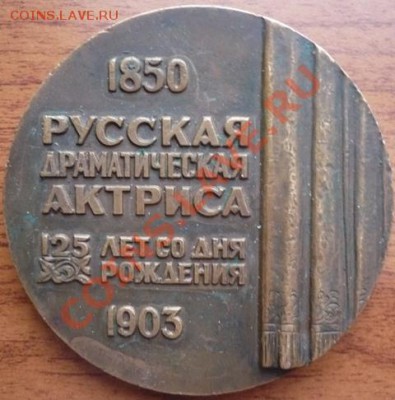 COINS.LAVE.RU
1850
РУССКАЯ
ДРАМАТИЧЕСКАЯ
АКТРИСА
125 ЛЕТ СО ДНЯ
РОЖДЕНИЯ
1903
COINS.LAVE.RU